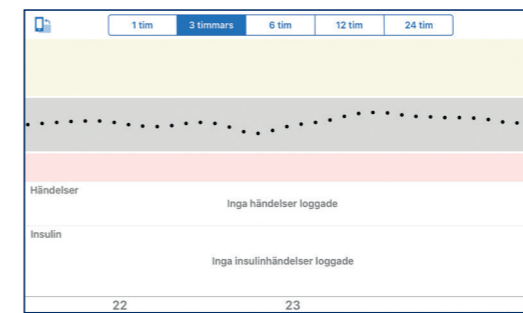 1 tim 3 timmars 6 tim 12 tim 24 tim
Händelser
Inga händelser loggade
Insulin
Inga insulinhändelser loggade
22 23